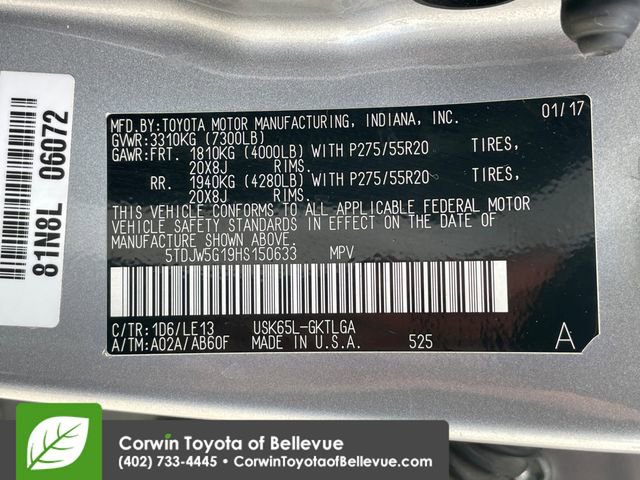 81N8L 06072
MFD.BY:TOYOTA MOTOR MANUFACTURING, INDIANA, INC. 01/17
GVWR:3310KG (7300LB)
GAWR:FRT. 1810KG (4000LB) WITH P275/55R20 TIRES,
20X8J RIMS.
RR. 1940KG (4280LB) WITH P275/55R20 TIRES,
20X8J RIMS.
THIS VEHICLE CONFORMS TO ALL APPLICABLE FEDERAL MOTOR
VEHICLE SAFETY STANDARDS IN EFFECT ON THE DATE OF
MANUFACTURE SHOWN ABOVE.
5TDJW5G19HS150633 MPV
C/TR:1D6/LE13 USK65L-GKTLGA
A/TM:A02A/AB60F MADE IN U.S.A. 525 A
Corwin Toyota of Bellevue
(402) 733-4445 • CorwinToyotaofBellevue.com